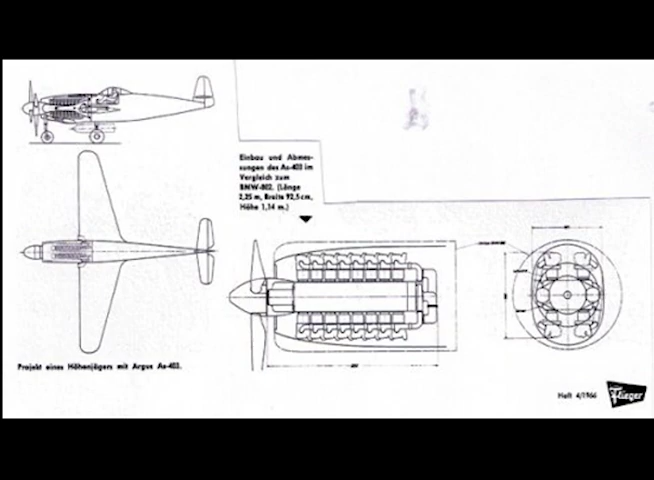 Einbau und Abmes-
sungen des As-403 im
Vergleich zum
BMW-802. (Länge
2,25 m, Breite 92,5 cm,
Höhe 1,14 m.)
Projekt eines Höhenjägers mit Argus As-403.
Heft 4/1966
Flieger